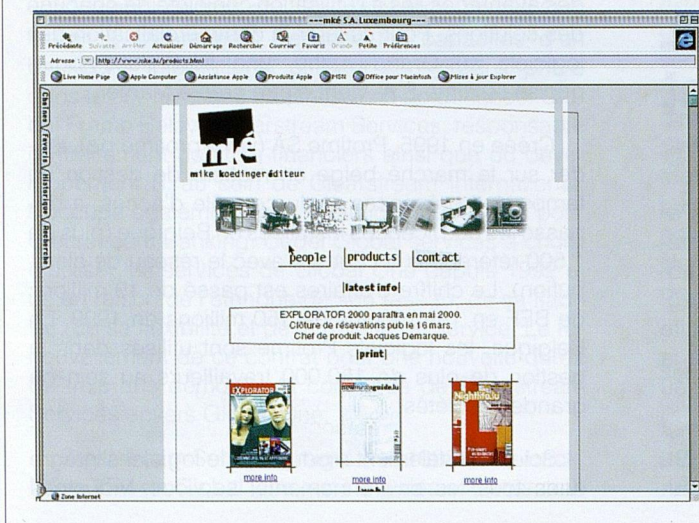 ---mké S.A. Luxembourg---
Précédente Suivante Arrêter Actualiser Démarrage Rechercher Courrier Favoris Grande Petite Préférences
Adresse : http://www.mke.lu/products.html
Live Home Page Apple Computer Assistance Apple Produits Apple MSN Office pour Macintosh Mises à jour Explorer
Chaînes
Favoris
Historique
Recherche
mké
mike koedinger éditeur
people| |products| |contact
|latest info|
EXPLORATOR 2000 paraîtra en mai 2000.
Clôture de résevations pub le 16 mars.
Chef de produit: Jacques Demarque.
|print|
EXPLORATOR
guide.lu
Nightlife.lu
more info more info more info
|web|
Zone Internet